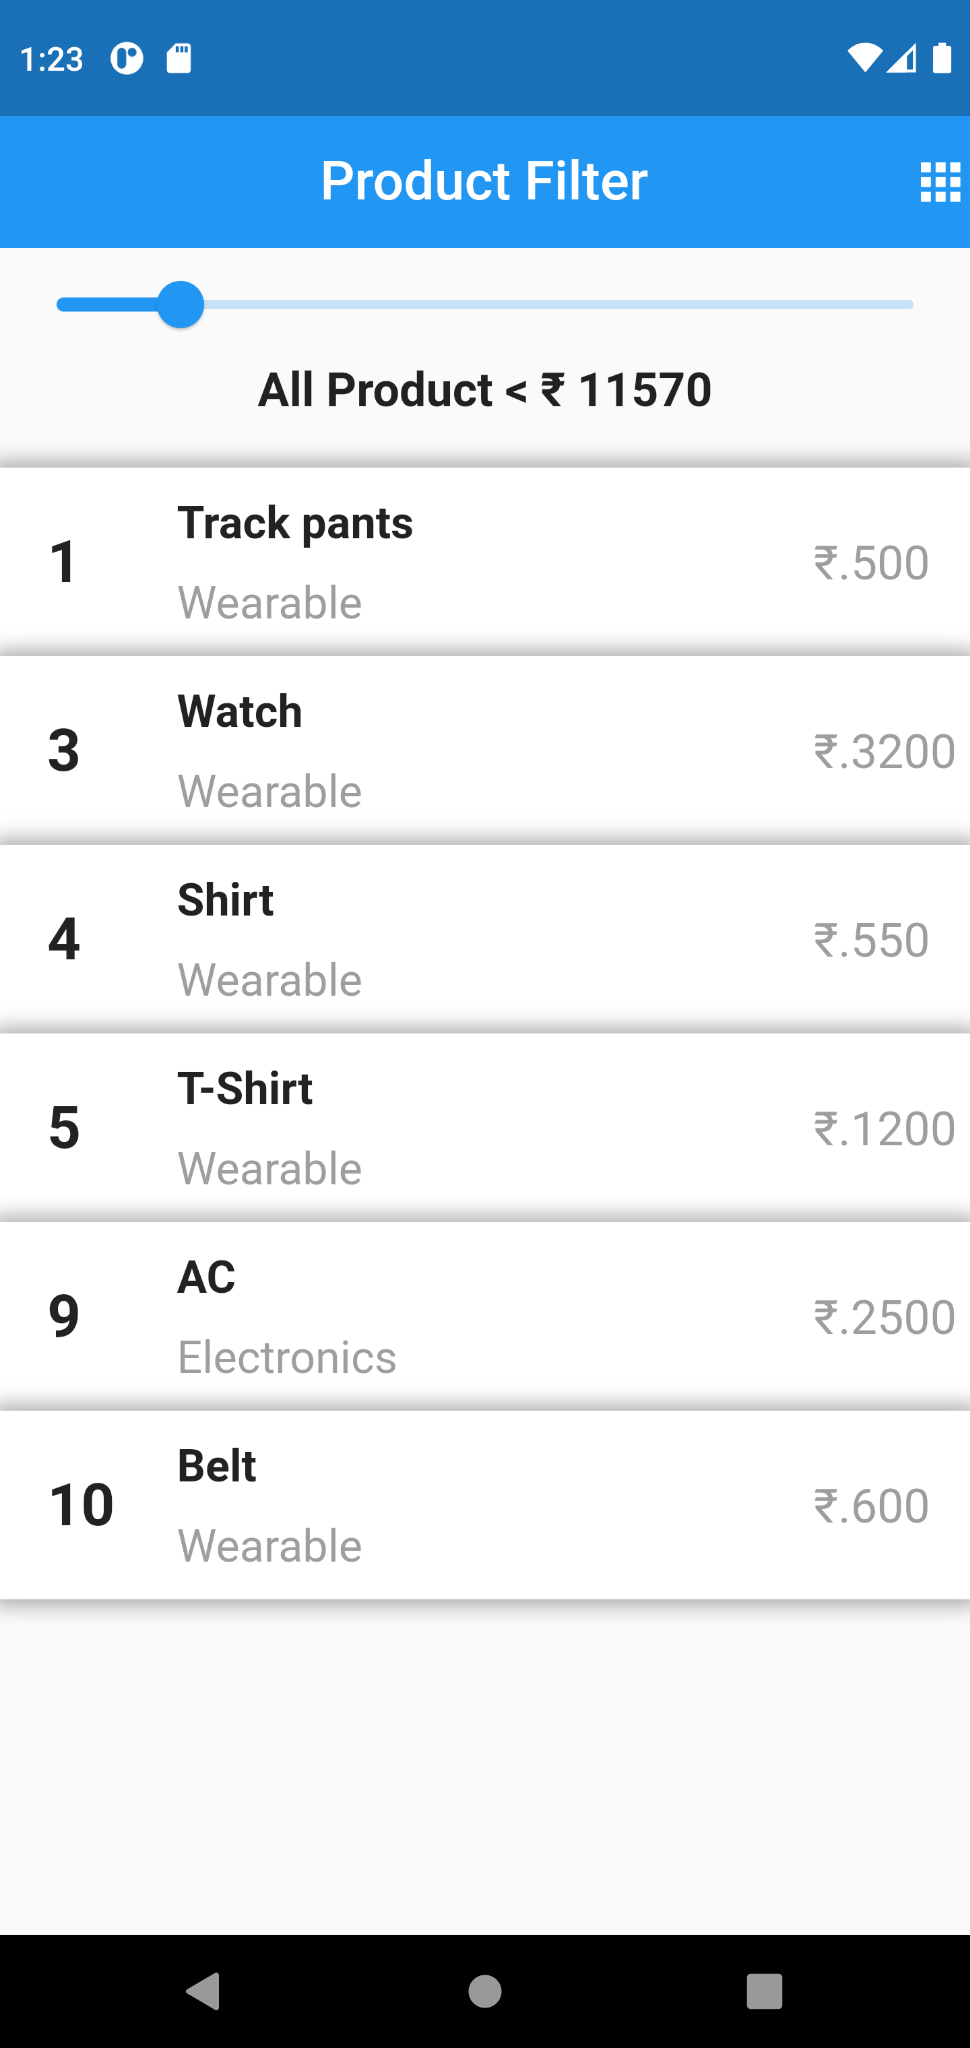 1:23
Product Filter
All Product < ₹ 11570
1
Track pants
Wearable
₹.500
3
Watch
Wearable
₹.3200
4
Shirt
Wearable
₹.550
5
T-Shirt
Wearable
₹.1200
9
AC
Electronics
₹.2500
10
Belt
Wearable
₹.600